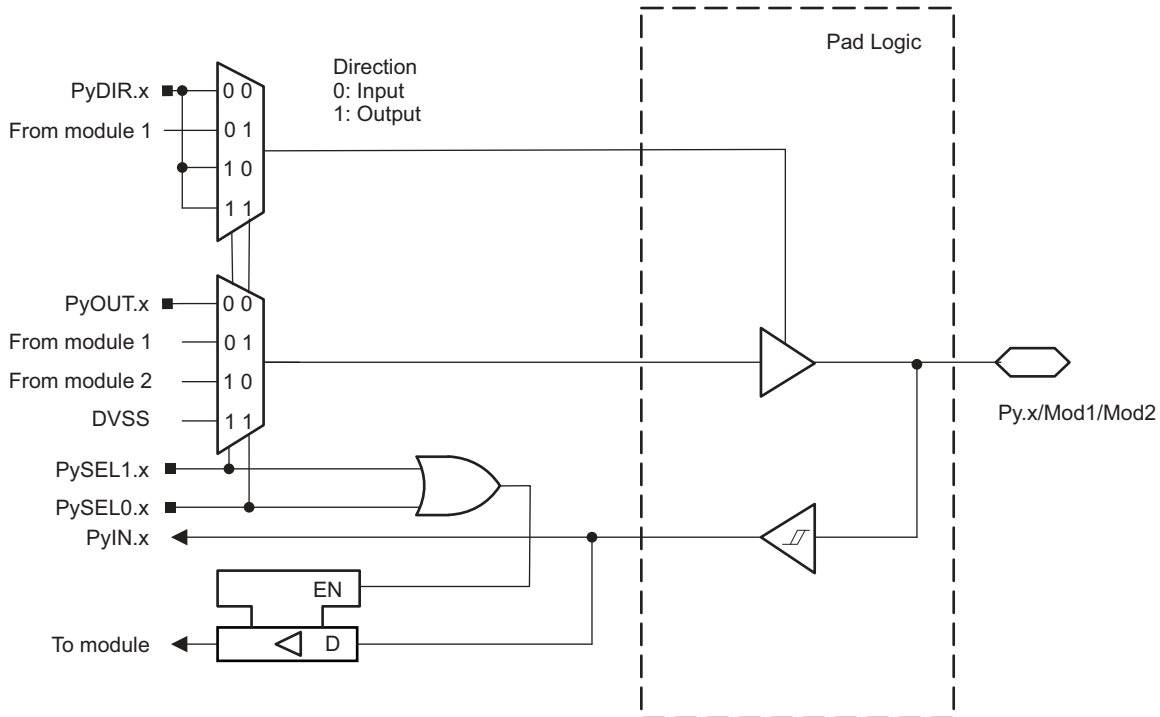 Pad Logic
Direction
0: Input
1: Output
PyDIR.x
0 0
From module 1
0 1
1 0
1 1
PyOUT.x
0 0
From module 1
0 1
From module 2
1 0
DVSS
1 1
Py.x/Mod1/Mod2
PySEL1.x
PySEL0.x
PyIN.x
EN
To module
D